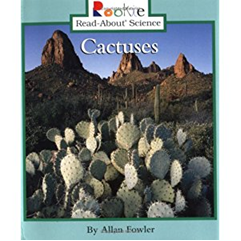 Rookie
Read-About® Science
Cactuses
By Allan Fowler